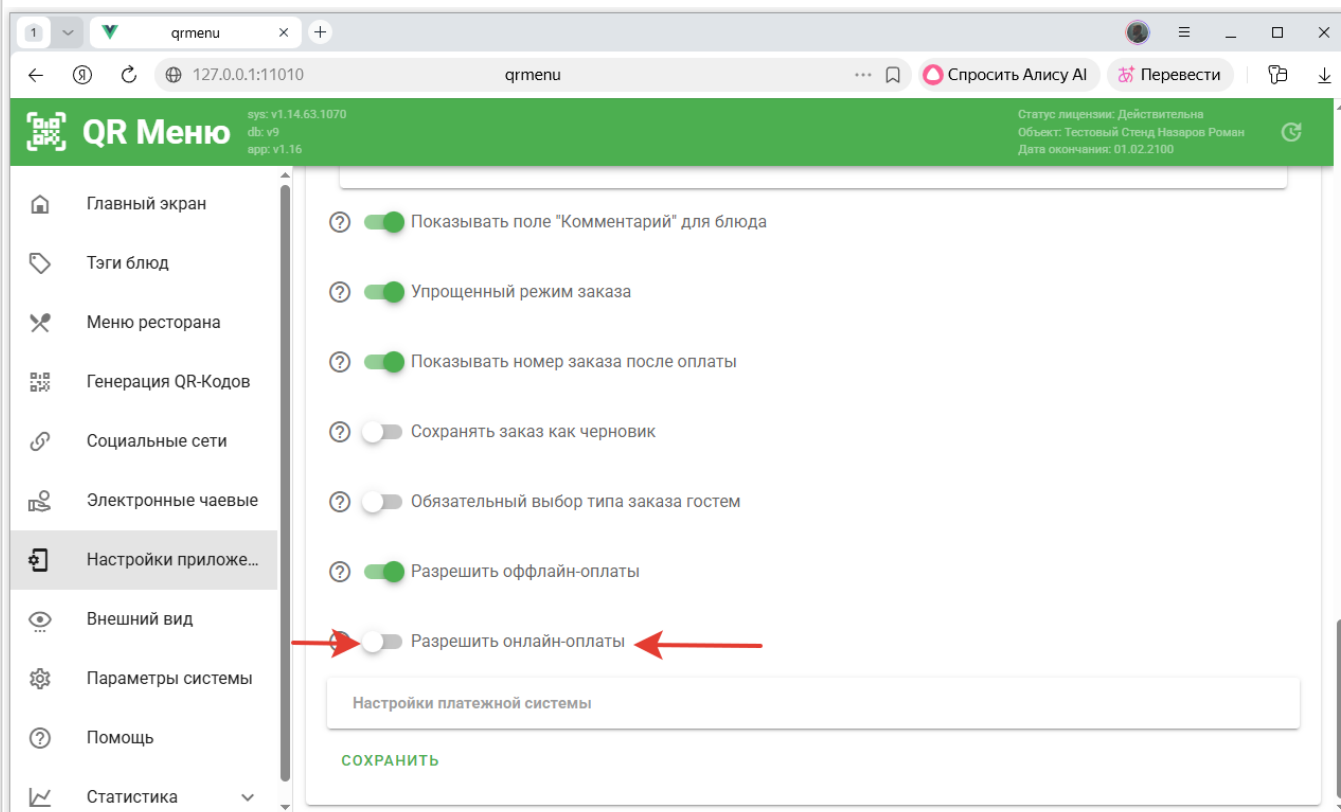 1
qrmenu
127.0.0.1:11010
qrmenu
Спросить Алису AI
Перевести
QR Меню
sys: v1.14.63.1070
db: v9
app: v1.16
Статус лицензии: Действительна
Объект: Тестовый Стенд Назаров Роман
Дата окончания: 01.02.2100
Главный экран
Тэги блюд
Меню ресторана
Генерация QR-Кодов
Социальные сети
Электронные чаевые
Настройки приложе...
Внешний вид
Параметры системы
Помощь
Статистика
Показывать поле "Комментарий" для блюда
Упрощенный режим заказа
Показывать номер заказа после оплаты
Сохранять заказ как черновик
Обязательный выбор типа заказа гостем
Разрешить оффлайн-оплаты
Разрешить онлайн-оплаты
Настройки платежной системы
СОХРАНИТЬ